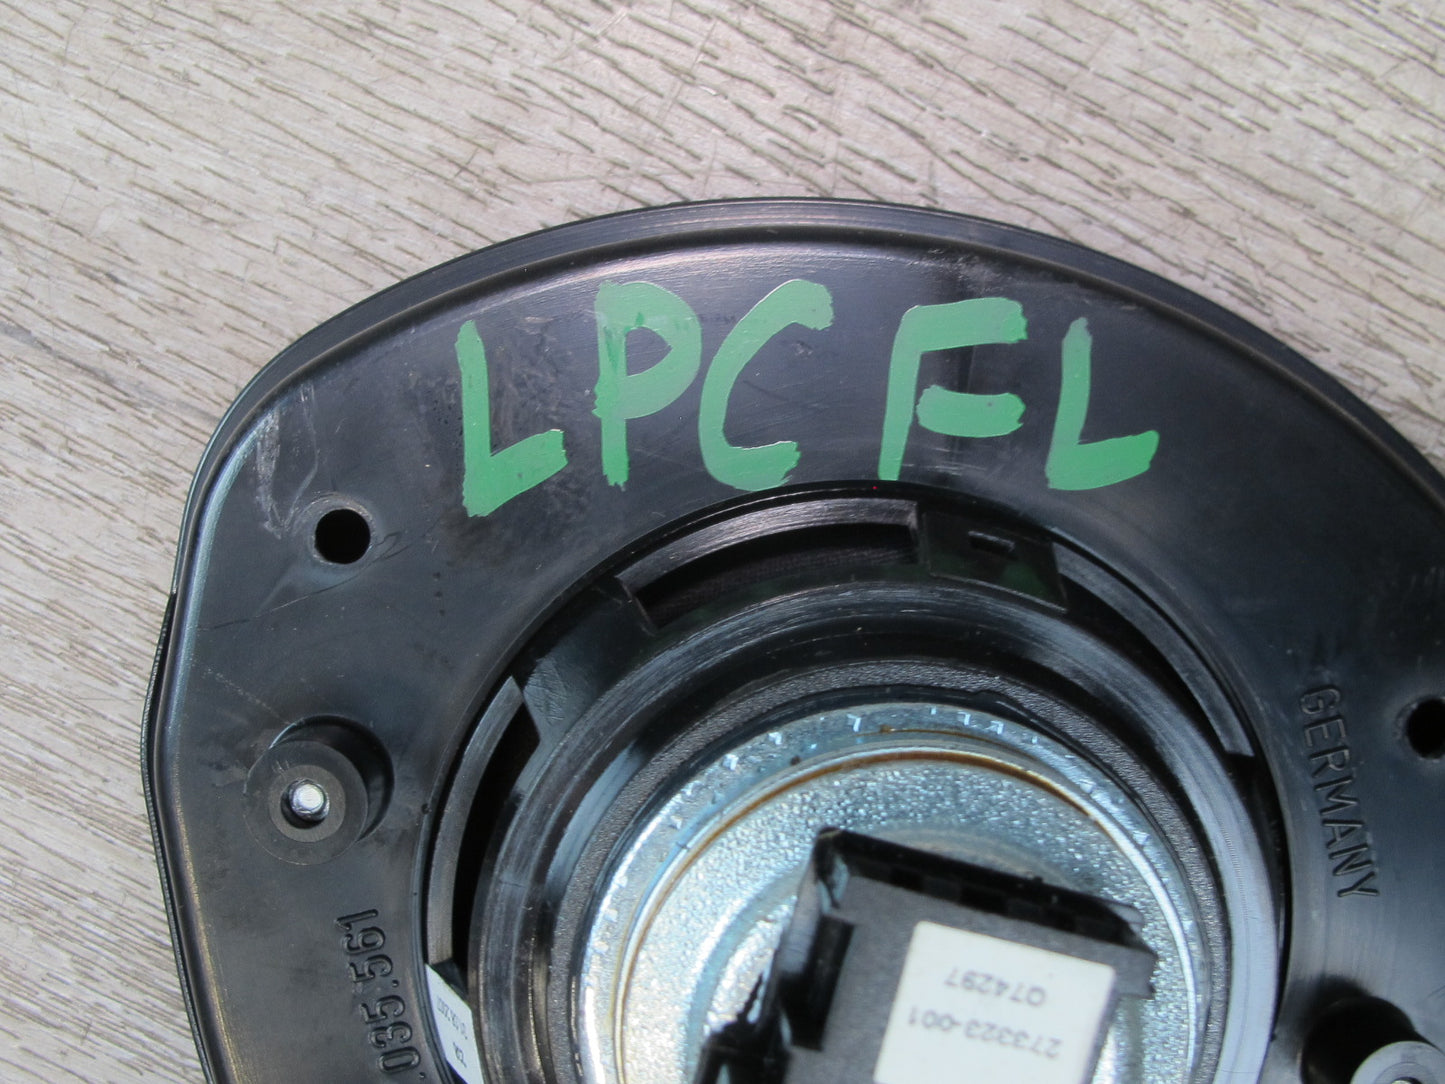 LPC FL
GERMANY
.035.561
273323-001
074297